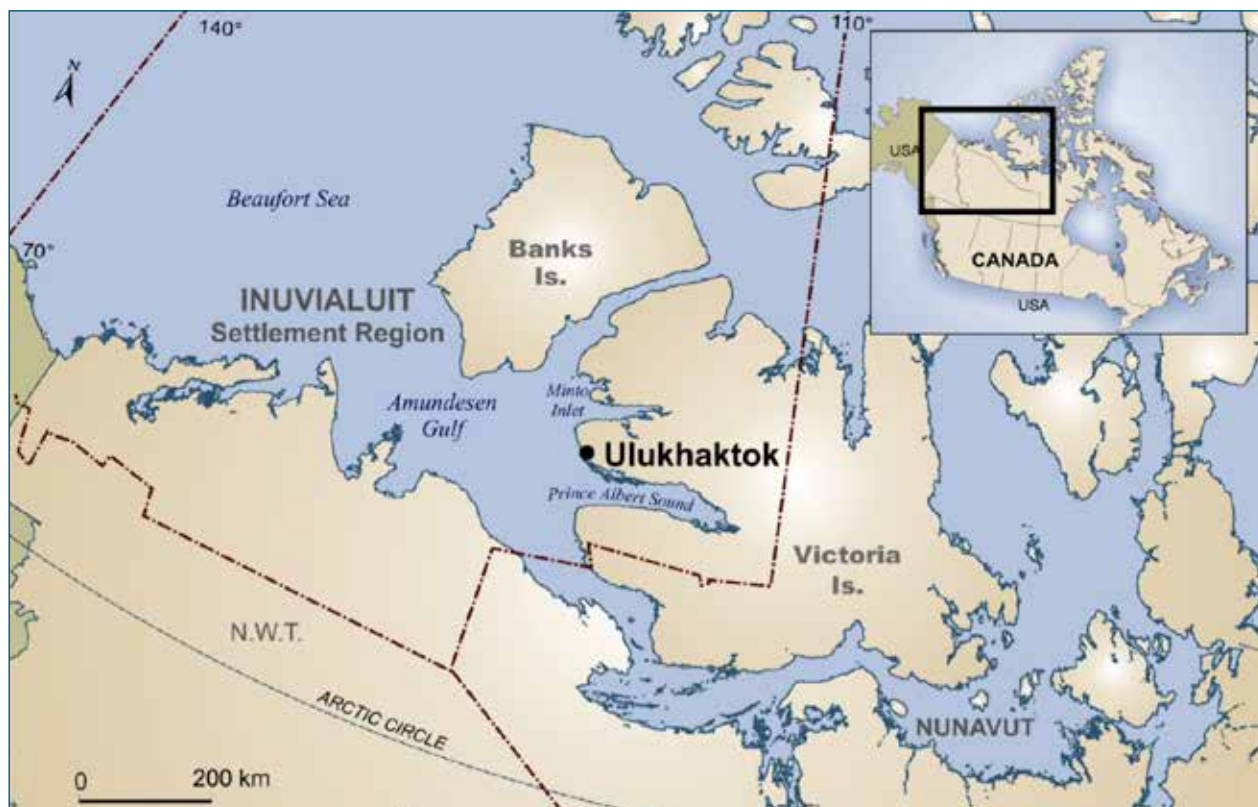 140°
110°
N
USA
Beaufort Sea
Banks
Is.
70°
CANADA
USA
INUVIALUIT
Settlement Region
Amundesen
Gulf
Minto
Inlet
Ulukhaktok
Prince Albert Sound
Victoria
Is.
N.W.T.
ARCTIC CIRCLE
NUNAVUT
0
200 km